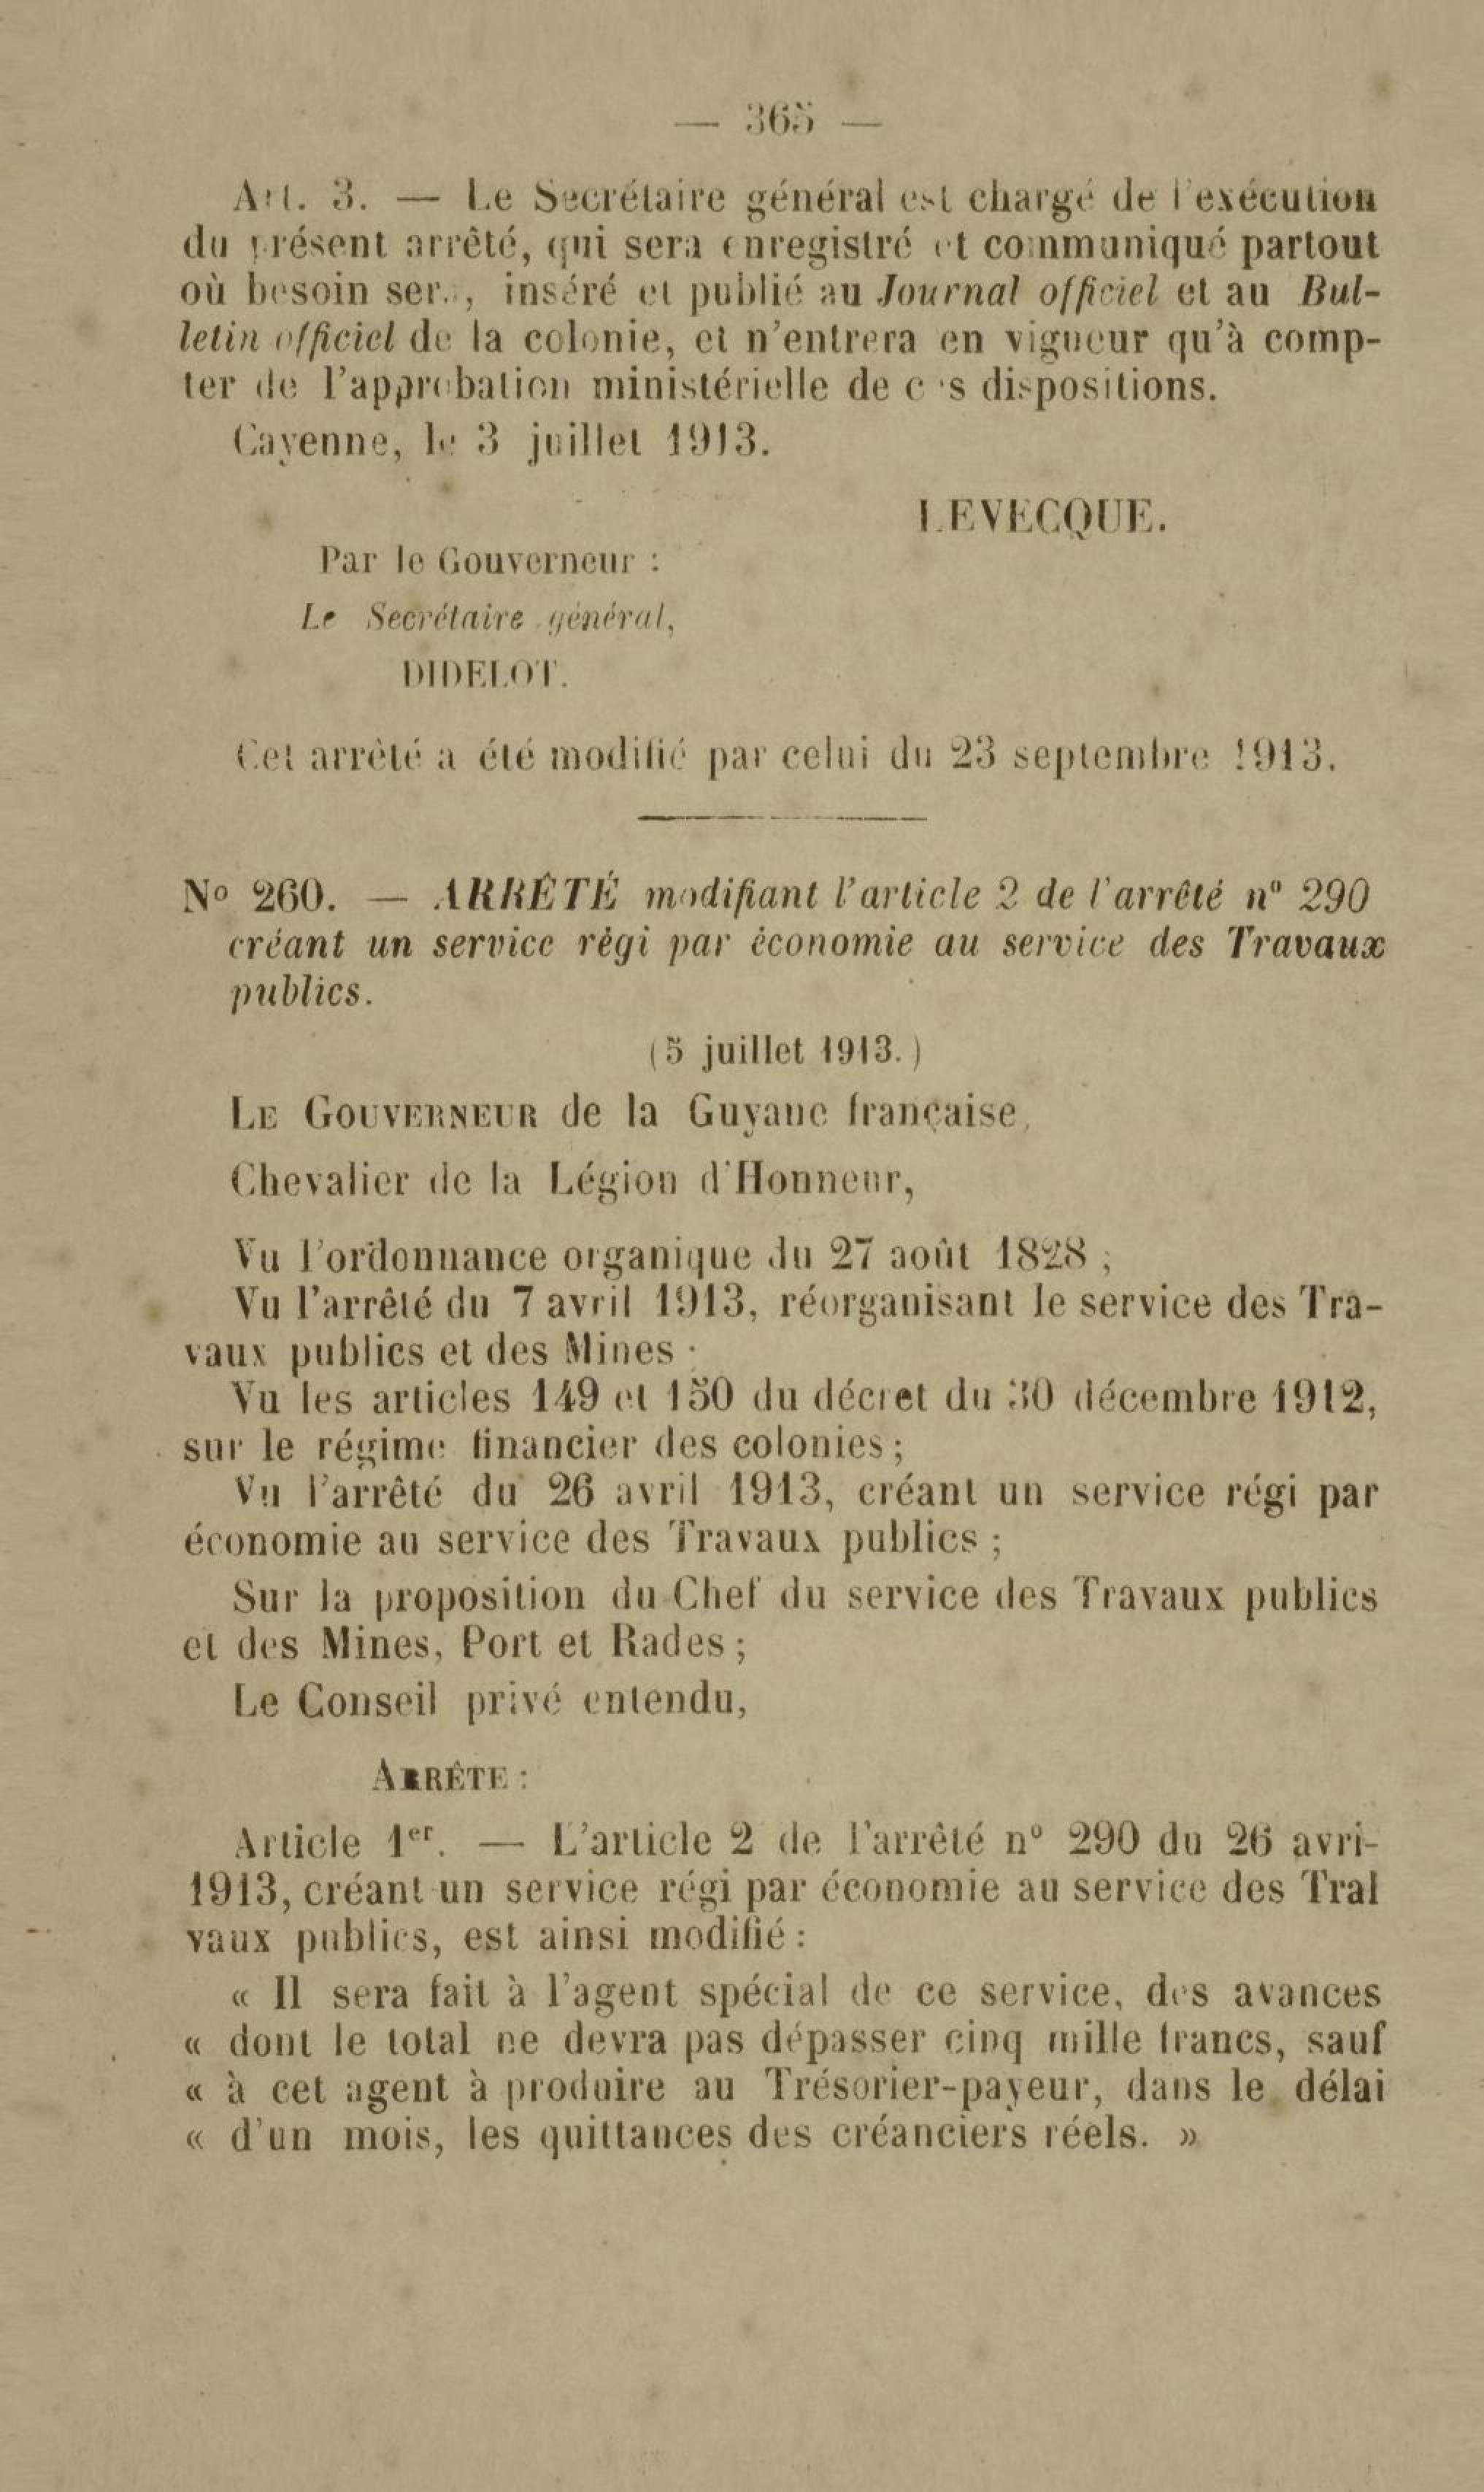 — 365 —
Art. 3. — Le Secrétaire général est chargé de l'exécution
du présent arrêté, qui sera enregistré et communiqué partout
où besoin sera, inséré et publié au Journal officiel et au Bul-
letin officiel de la colonie, et n'entrera en vigueur qu'à comp-
ter de l'approbation ministérielle de ces dispositions.
Cayenne, le 3 juillet 1913.
LEVECQUE.
Par le Gouverneur :
Le Secrétaire général,
DIDELOT.
Cet arrêté a été modifié par celui du 23 septembre 1913.
No 260. — ARRÊTÉ modifiant l'article 2 de l'arrêté n° 290
créant un service régi par économie au service des Travaux
publics.
(5 juillet 1913.)
LE GOUVERNEUR de la Guyane française,
Chevalier de la Légion d'Honneur,
Vu l'ordonnance organique du 27 août 1828 ;
Vu l'arrêté du 7 avril 1913, réorganisant le service des Tra-
vaux publics et des Mines ;
Vu les articles 149 et 150 du décret du 30 décembre 1912,
sur le régime financier des colonies ;
Vu l'arrêté du 26 avril 1913, créant un service régi par
économie au service des Travaux publics ;
Sur la proposition du Chef du service des Travaux publics
et des Mines, Port et Rades ;
Le Conseil privé entendu,
ARRÊTE :
Article 1er. — L'article 2 de l'arrêté n° 290 du 26 avri-
1913, créant un service régi par économie au service des Tral
vaux publics, est ainsi modifié :
« Il sera fait à l'agent spécial de ce service, des avances
« dont le total ne devra pas dépasser cinq mille francs, sauf
« à cet agent à produire au Trésorier-payeur, dans le délai
« d'un mois, les quittances des créanciers réels. »